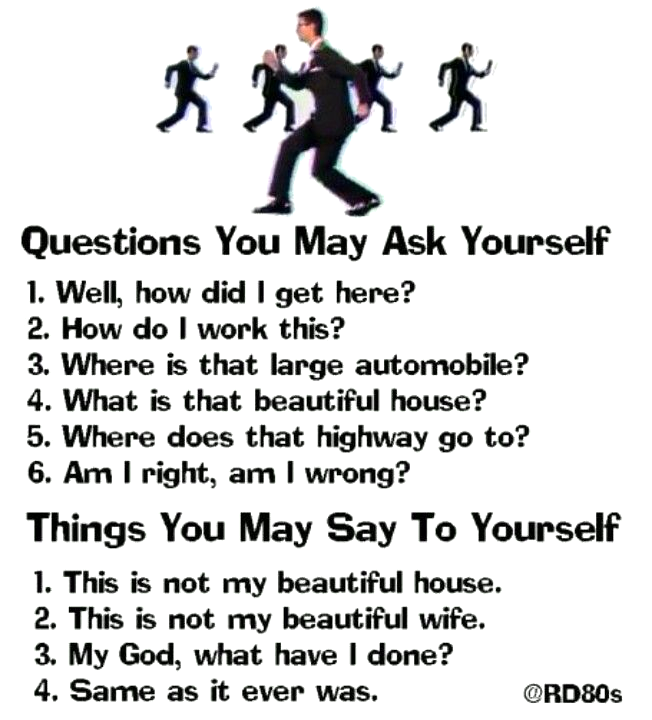 Questions You May Ask Yourself
1. Well, how did I get here?
2. How do I work this?
3. Where is that large automobile?
4. What is that beautiful house?
5. Where does that highway go to?
6. Am I right, am I wrong?
Things You May Say To Yourself
1. This is not my beautiful house.
2. This is not my beautiful wife.
3. My God, what have I done?
4. Same as it ever was.
@RD80s